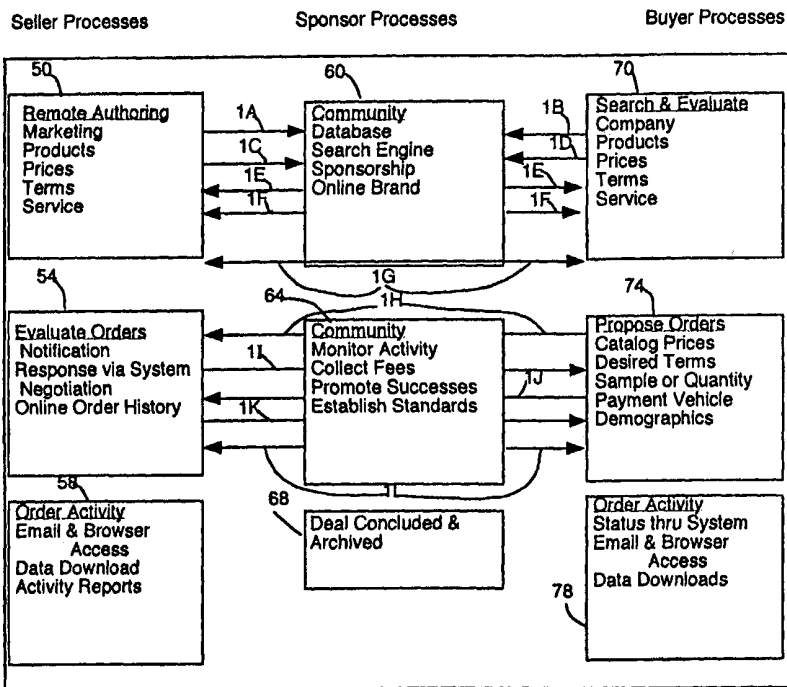 Seller Processes
Sponsor Processes
Buyer Processes
50
60
70
Remote Authoring
Marketing
Products
Prices
Terms
Service
1A
1C
1E
1F
Community
Database
Search Engine
Sponsorship
Online Brand
1B
1D
1E
1F
Search & Evaluate
Company
Products
Prices
Terms
Service
1G
1H
54
64
74
Evaluate Orders
Notification
Response via System
Negotiation
Online Order History
1I
1K
Community
Monitor Activity
Collect Fees
Promote Successes
Establish Standards
1J
Propose Orders
Catalog Prices
Desired Terms
Sample or Quantity
Payment Vehicle
Demographics
58
68
78
Order Activity
Email & Browser
Access
Data Download
Activity Reports
Deal Concluded &
Archived
Order Activity
Status thru System
Email & Browser
Access
Data Downloads